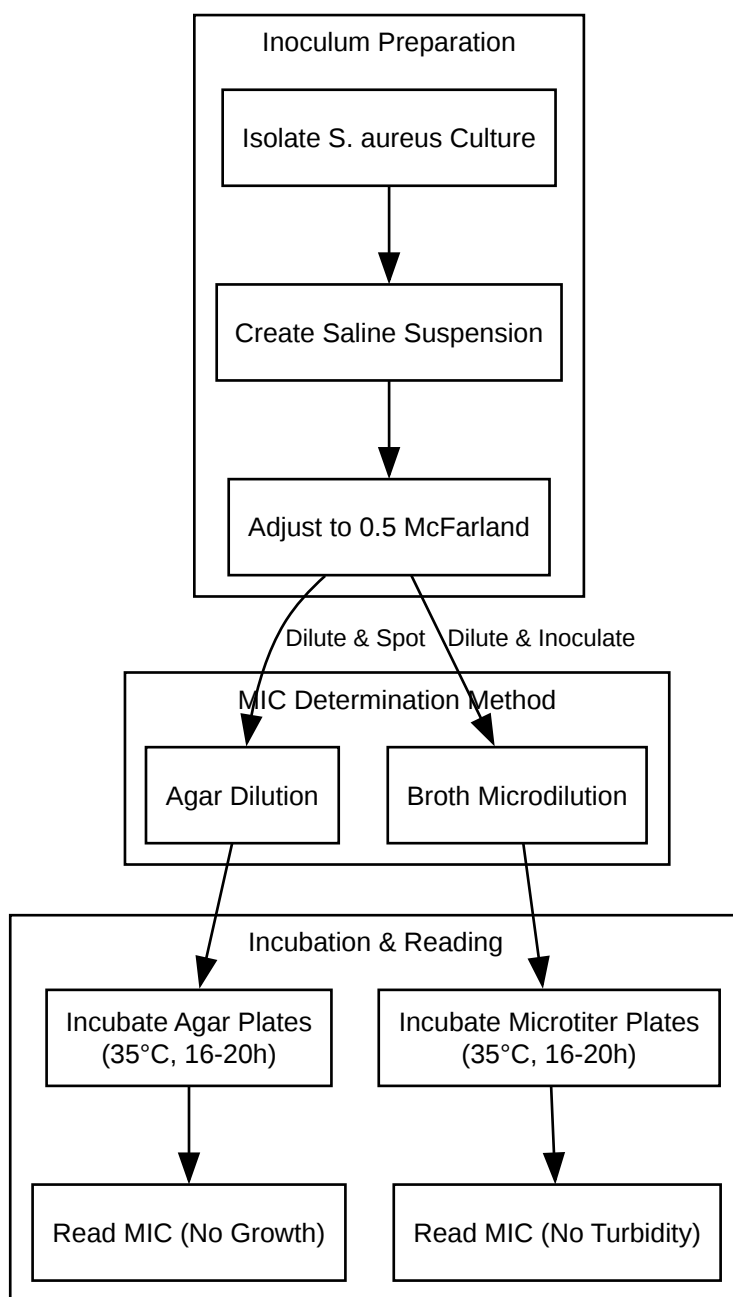 Inoculum Preparation
Isolate S. aureus Culture
Create Saline Suspension
Adjust to 0.5 McFarland
Dilute & Spot
Dilute & Inoculate
MIC Determination Method
Agar Dilution
Broth Microdilution
Incubation & Reading
Incubate Agar Plates
(35°C, 16-20h)
Incubate Microtiter Plates
(35°C, 16-20h)
Read MIC (No Growth)
Read MIC (No Turbidity)